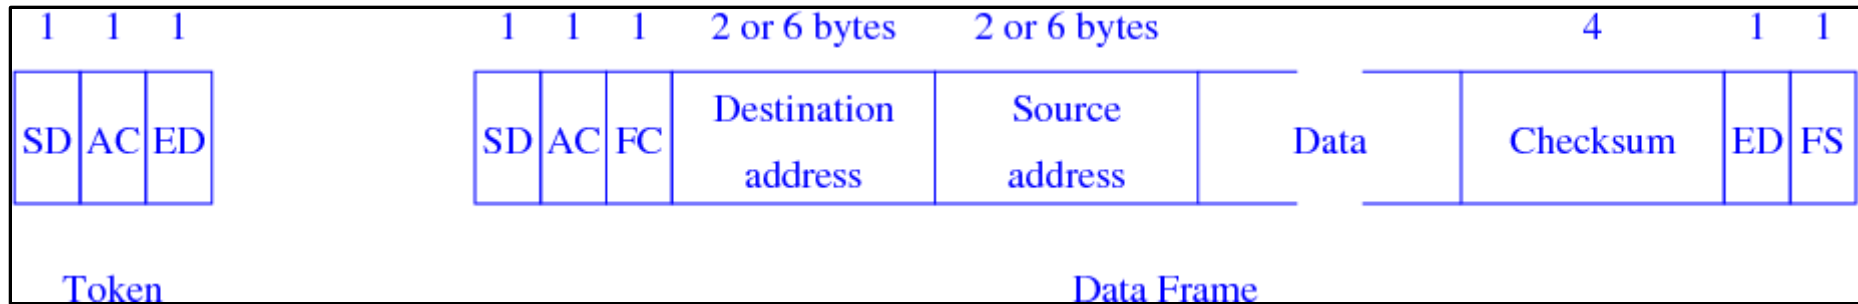 1 1 1 1 1 1 2 or 6 bytes 2 or 6 bytes 4 1 1
SD AC ED SD AC FC Destination address Source address Data Checksum ED FS
Token Data Frame